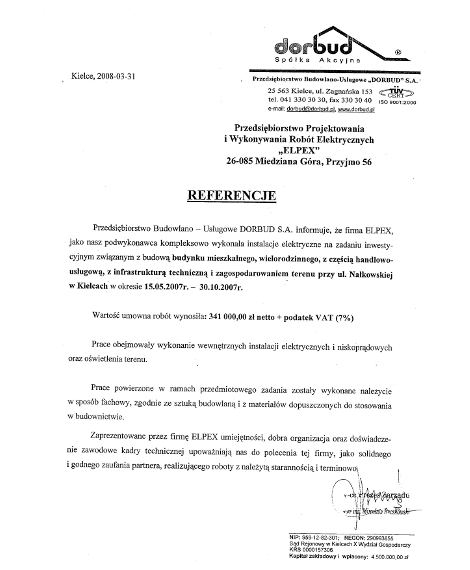 dorbud ®
Spółka Akcyjna
Kielce, 2008-03-31
Przedsiębiorstwo Budowlano-Usługowe „DORBUD” S.A.
25 563 Kielce, ul. Zagnańska 153
tel. 041 330 30 30, fax 330 30 40
e-mail: dorbud@dorbud.pl, www.dorbud.pl
TÜV
CERT
ISO 9001:2000
Przedsiębiorstwo Projektowania
i Wykonywania Robót Elektrycznych
„ELPEX”
26-085 Miedziana Góra, Przyjmo 56
REFERENCJE
Przedsiębiorstwo Budowlano – Usługowe DORBUD S.A. informuje, że firma ELPEX,
jako nasz podwykonawca kompleksowo wykonała instalacje elektryczne na zadaniu inwesty-
cyjnym związanym z budową budynku mieszkalnego, wielorodzinnego, z częścią handlowo-
usługową, z infrastrukturą techniczną i zagospodarowaniem terenu przy ul. Nałkowskiej
w Kielcach w okresie 15.05.2007r. – 30.10.2007r.
Wartość umowna robót wynosiła: 341 000,00 zł netto + podatek VAT (7%)
Prace obejmowały wykonanie wewnętrznych instalacji elektrycznych i niskoprądowych
oraz oświetlenia terenu.
Prace powierzone w ramach przedmiotowego zadania zostały wykonane należycie
w sposób fachowy, zgodnie ze sztuką budowlaną i z materiałów dopuszczonych do stosowania
w budownictwie.
Zaprezentowane przez firmę ELPEX umiejętności, dobra organizacja oraz doświadcze-
nie zawodowe kadry technicznej upoważniają nas do polecenia tej firmy, jako solidnego
i godnego zaufania partnera, realizującego roboty z należytą starannością i terminowo
Prezes Zarządu
NIP: 959-12-82-301; REGON: 290993655
Sąd Rejonowy w Kielcach X Wydział Gospodarczy
KRS 0000157306
Kapitał zakładowy i wpłacony: 4.500.000,00 zł